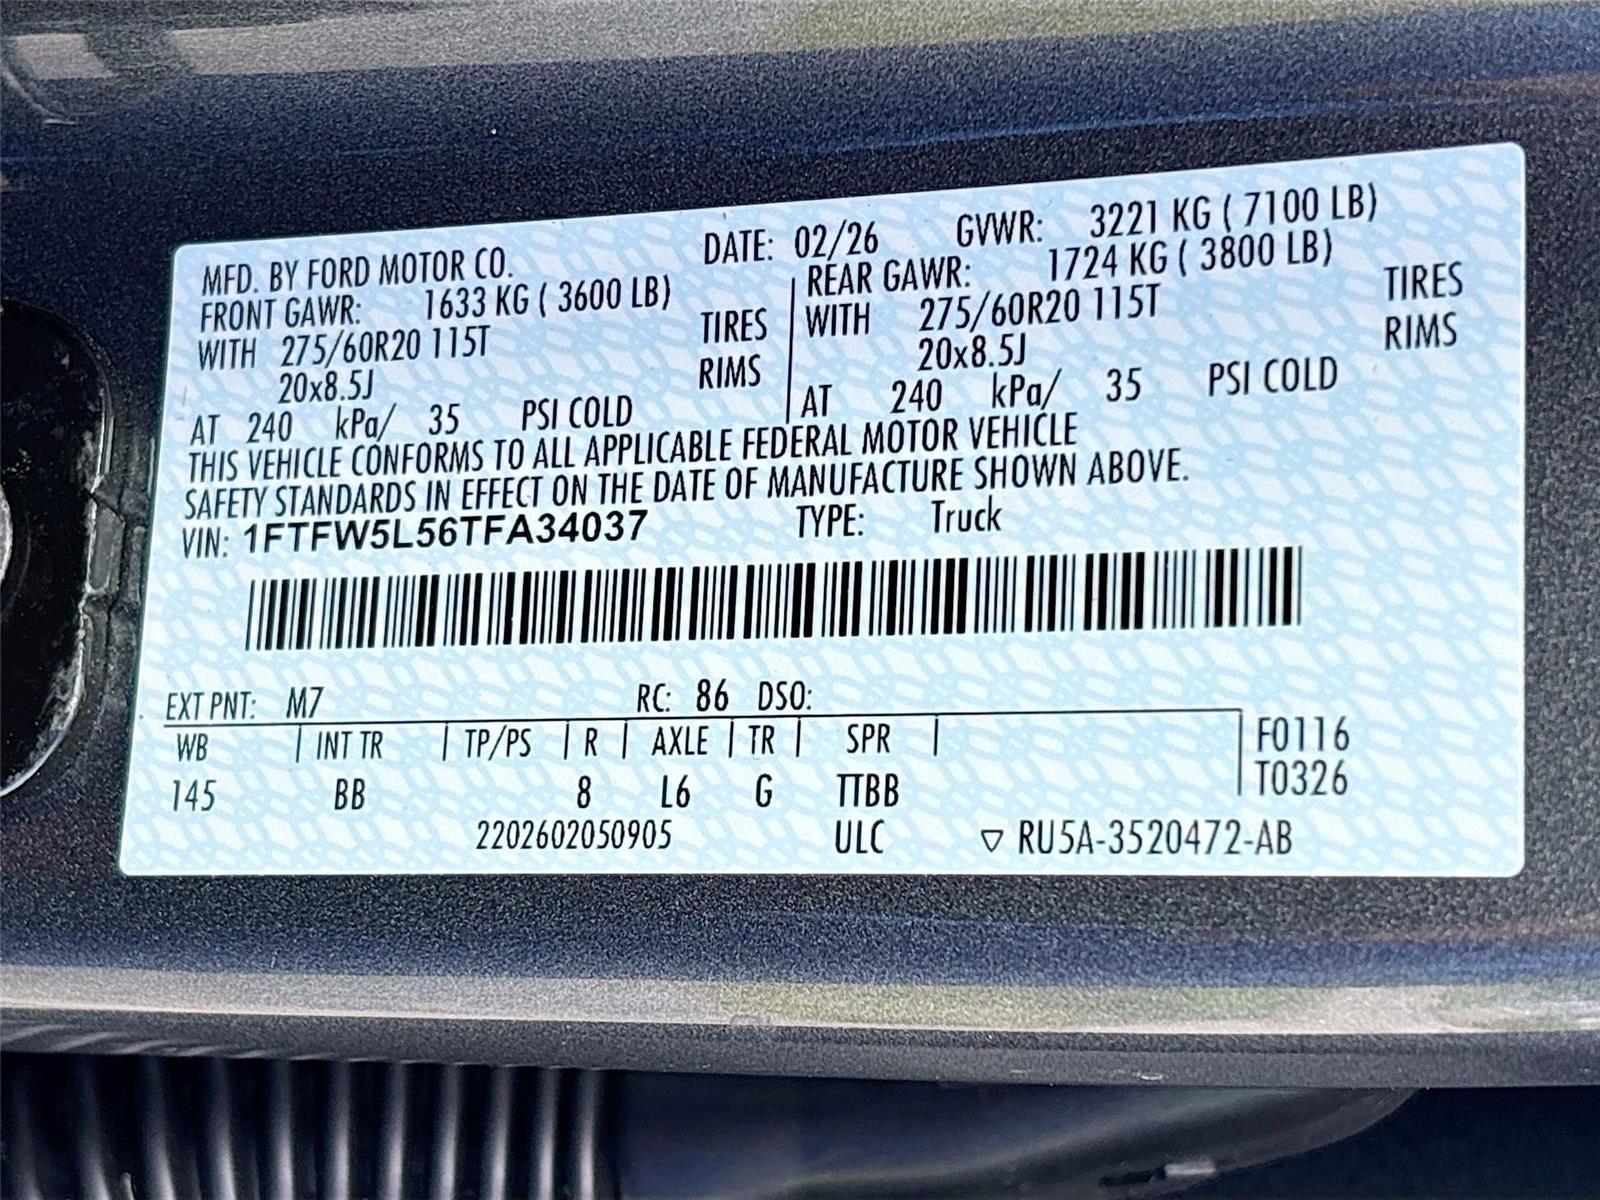 MFD. BY FORD MOTOR CO. DATE: 02/26 GVWR: 3221 KG ( 7100 LB)
FRONT GAWR: 1633 KG ( 3600 LB) REAR GAWR: 1724 KG ( 3800 LB)
WITH 275/60R20 115T TIRES WITH 275/60R20 115T TIRES
20x8.5J RIMS 20x8.5J RIMS
AT 240 kPa/ 35 PSI COLD AT 240 kPa/ 35 PSI COLD
THIS VEHICLE CONFORMS TO ALL APPLICABLE FEDERAL MOTOR VEHICLE
SAFETY STANDARDS IN EFFECT ON THE DATE OF MANUFACTURE SHOWN ABOVE.
VIN: 1FTFW5L56TFA34037 TYPE: Truck
EXT PNT: M7 RC: 86 DSO:
WB INT TR TP/PS R AXLE TR SPR F0116
145 BB 8 L6 G TTBB T0326
2202602050905 ULC ▽ RU5A-3520472-AB